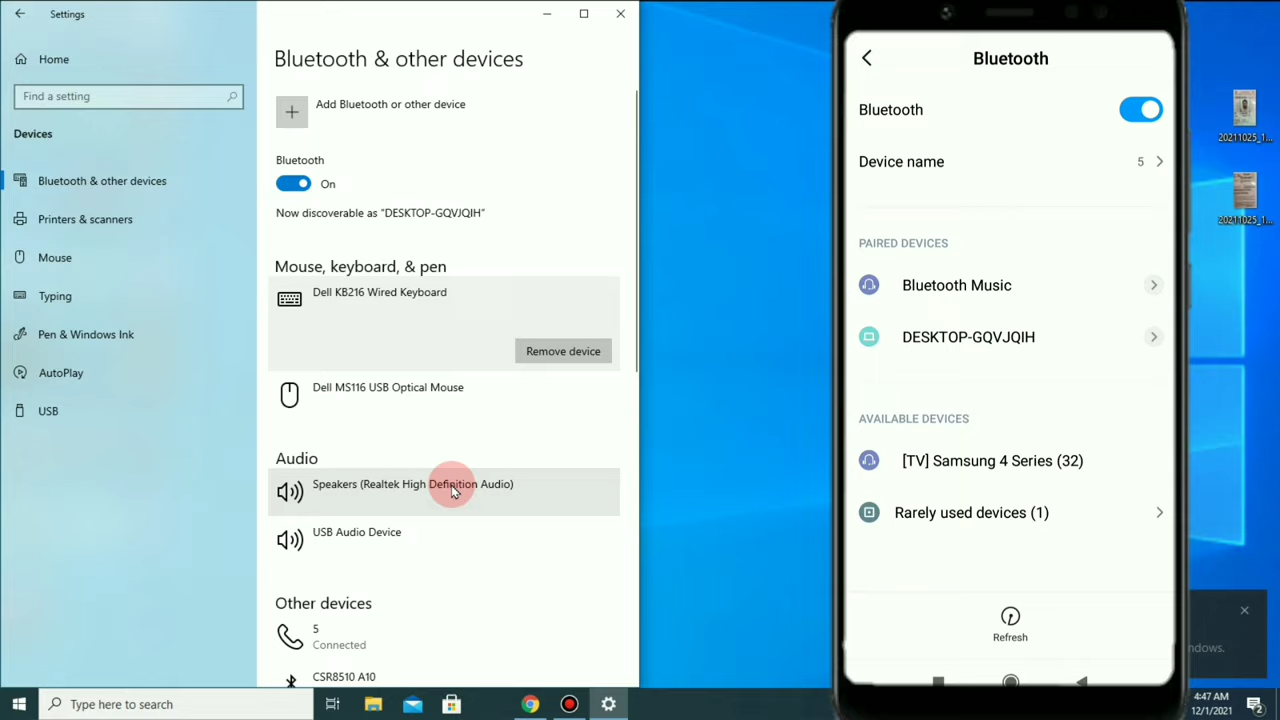 Settings
Home
Find a setting
Devices
Bluetooth & other devices
Printers & scanners
Mouse
Typing
Pen & Windows Ink
AutoPlay
USB
Bluetooth & other devices
Add Bluetooth or other device
Bluetooth
On
Now discoverable as “DESKTOP-GQVJQIH”
Mouse, keyboard, & pen
Dell KB216 Wired Keyboard
Remove device
Dell MS116 USB Optical Mouse
Audio
Speakers (Realtek High Definition Audio)
USB Audio Device
Other devices
5
Connected
CSR8510 A10
Bluetooth
Bluetooth
Device name 5
PAIRED DEVICES
Bluetooth Music
DESKTOP-GQVJQIH
AVAILABLE DEVICES
[TV] Samsung 4 Series (32)
Rarely used devices (1)
Refresh
20211025_1...
20211025_1...
Type here to search
4:47 AM
12/1/2021
2